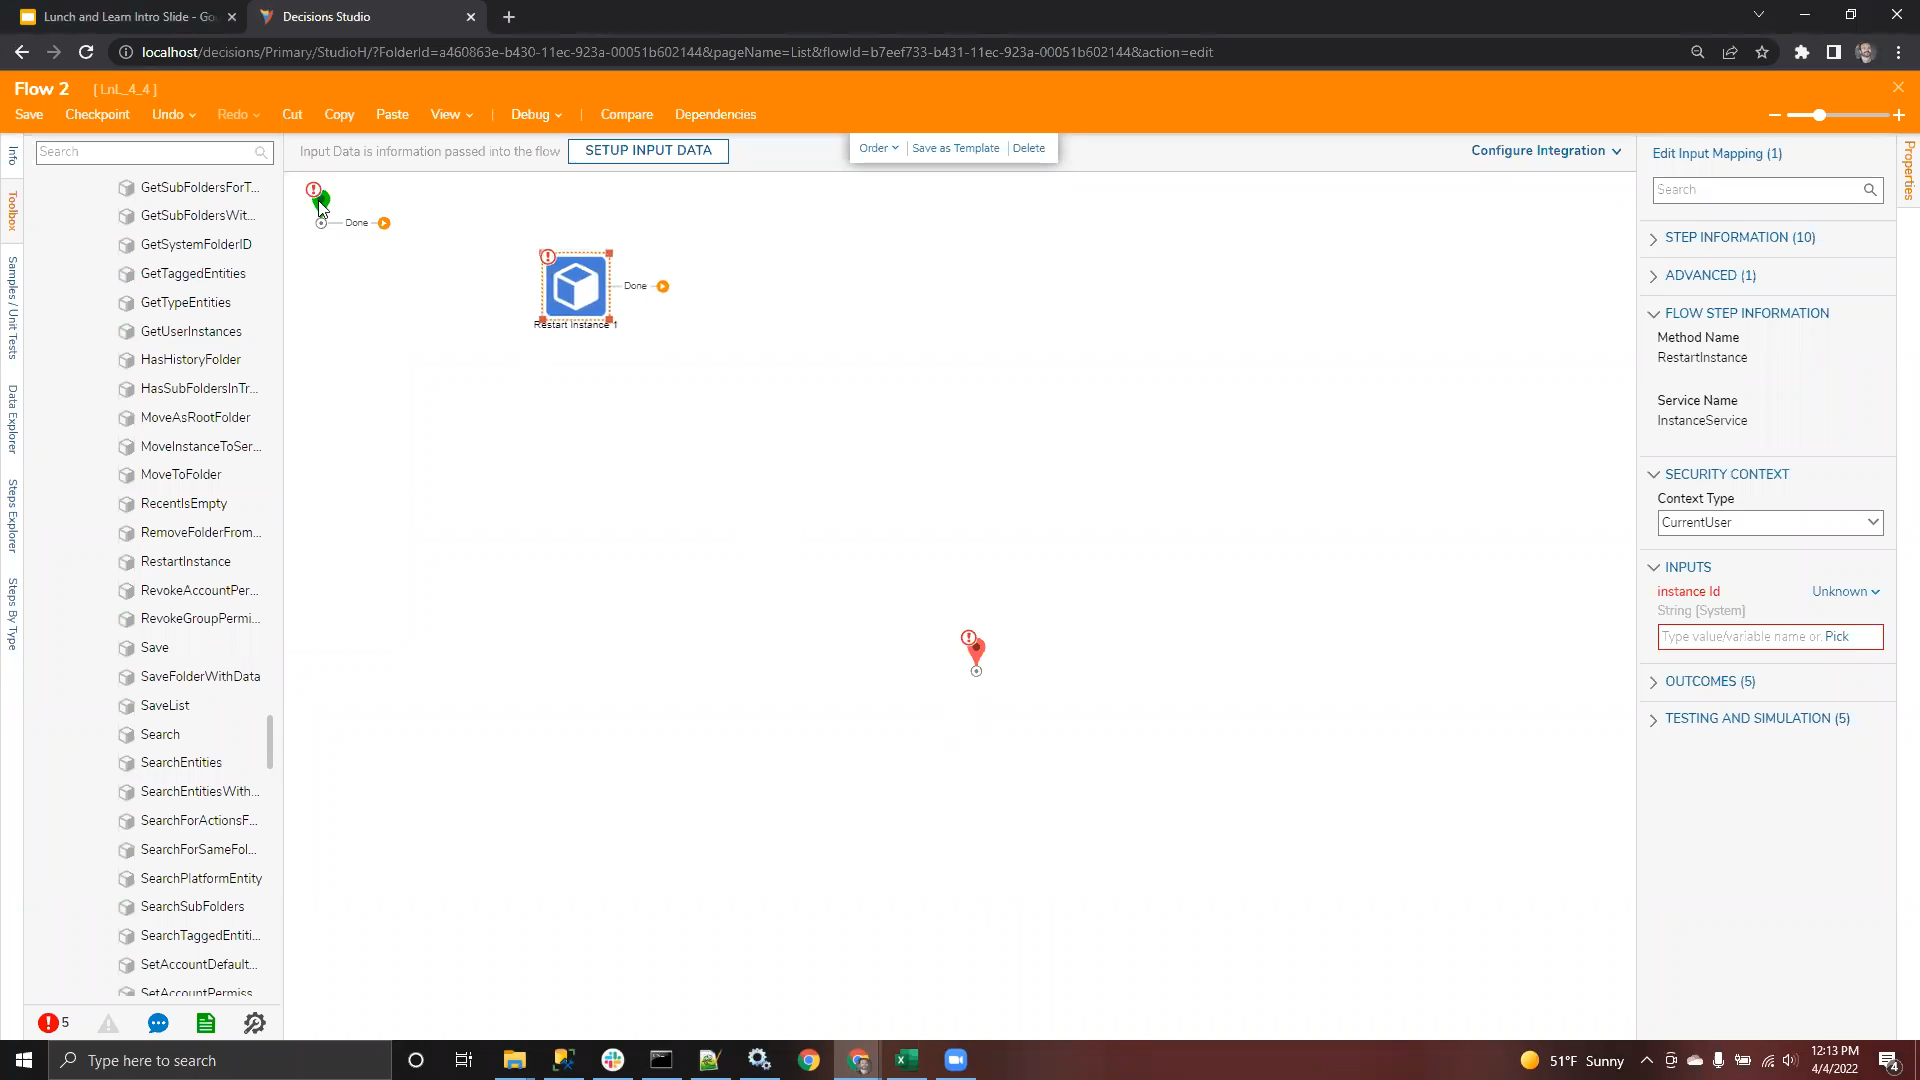 Lunch and Learn Intro Slide - Goo
Decisions Studio
localhost/decisions/Primary/StudioH/?FolderId=a460863e-b430-11ec-923a-00051b602144&pageName=List&flowId=b7eef733-b431-11ec-923a-00051b602144&action=edit
Flow 2 [ LnL_4_4 ]
Save Checkpoint Undo Redo Cut Copy Paste View Debug Compare Dependencies
Search
Input Data is information passed into the flow SETUP INPUT DATA
Order Save as Template Delete
Configure Integration
Info
Toolbox
Samples / Unit Tests
Data Explorer
Steps Explorer
Steps By Type
GetSubFoldersForT...
GetSubFoldersWit...
GetSystemFolderID
GetTaggedEntities
GetTypeEntities
GetUserInstances
HasHistoryFolder
HasSubFoldersInTr...
MoveAsRootFolder
MoveInstanceToSer...
MoveToFolder
RecentIsEmpty
RemoveFolderFrom...
RestartInstance
RevokeAccountPer...
RevokeGroupPermi...
Save
SaveFolderWithData
SaveList
Search
SearchEntities
SearchEntitiesWith...
SearchForActionsF...
SearchForSameFol...
SearchPlatformEntity
SearchSubFolders
SearchTaggedEntiti...
SetAccountDefault...
SetAccountPermiss...
5
Done
Done
Restart Instance 1
Edit Input Mapping (1)
Properties
Search
STEP INFORMATION (10)
ADVANCED (1)
FLOW STEP INFORMATION
Method Name
RestartInstance
Service Name
InstanceService
SECURITY CONTEXT
Context Type
CurrentUser
INPUTS
instance Id Unknown
String [System]
Type value/variable name or. Pick
OUTCOMES (5)
TESTING AND SIMULATION (5)
Type here to search
51°F Sunny
12:13 PM
4/4/2022
4